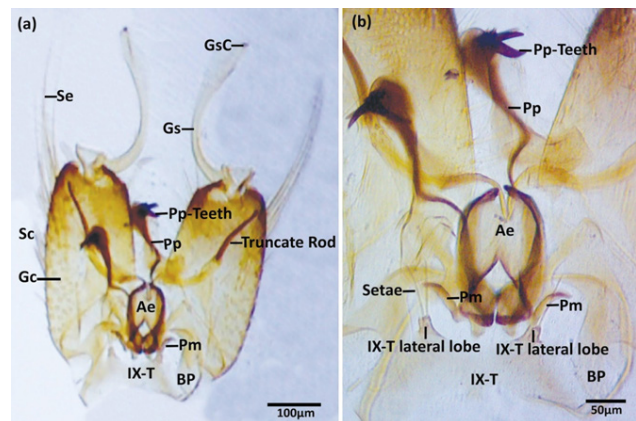 (a)
GsC
Se
Gs
Pp-Teeth
Sc
Pp
Truncate Rod
Gc
Ae
Pm
IX-T
BP
100µm
(b)
Pp-Teeth
Pp
Ae
Setae
Pm
Pm
IX-T lateral lobe
IX-T lateral lobe
IX-T
BP
50µm